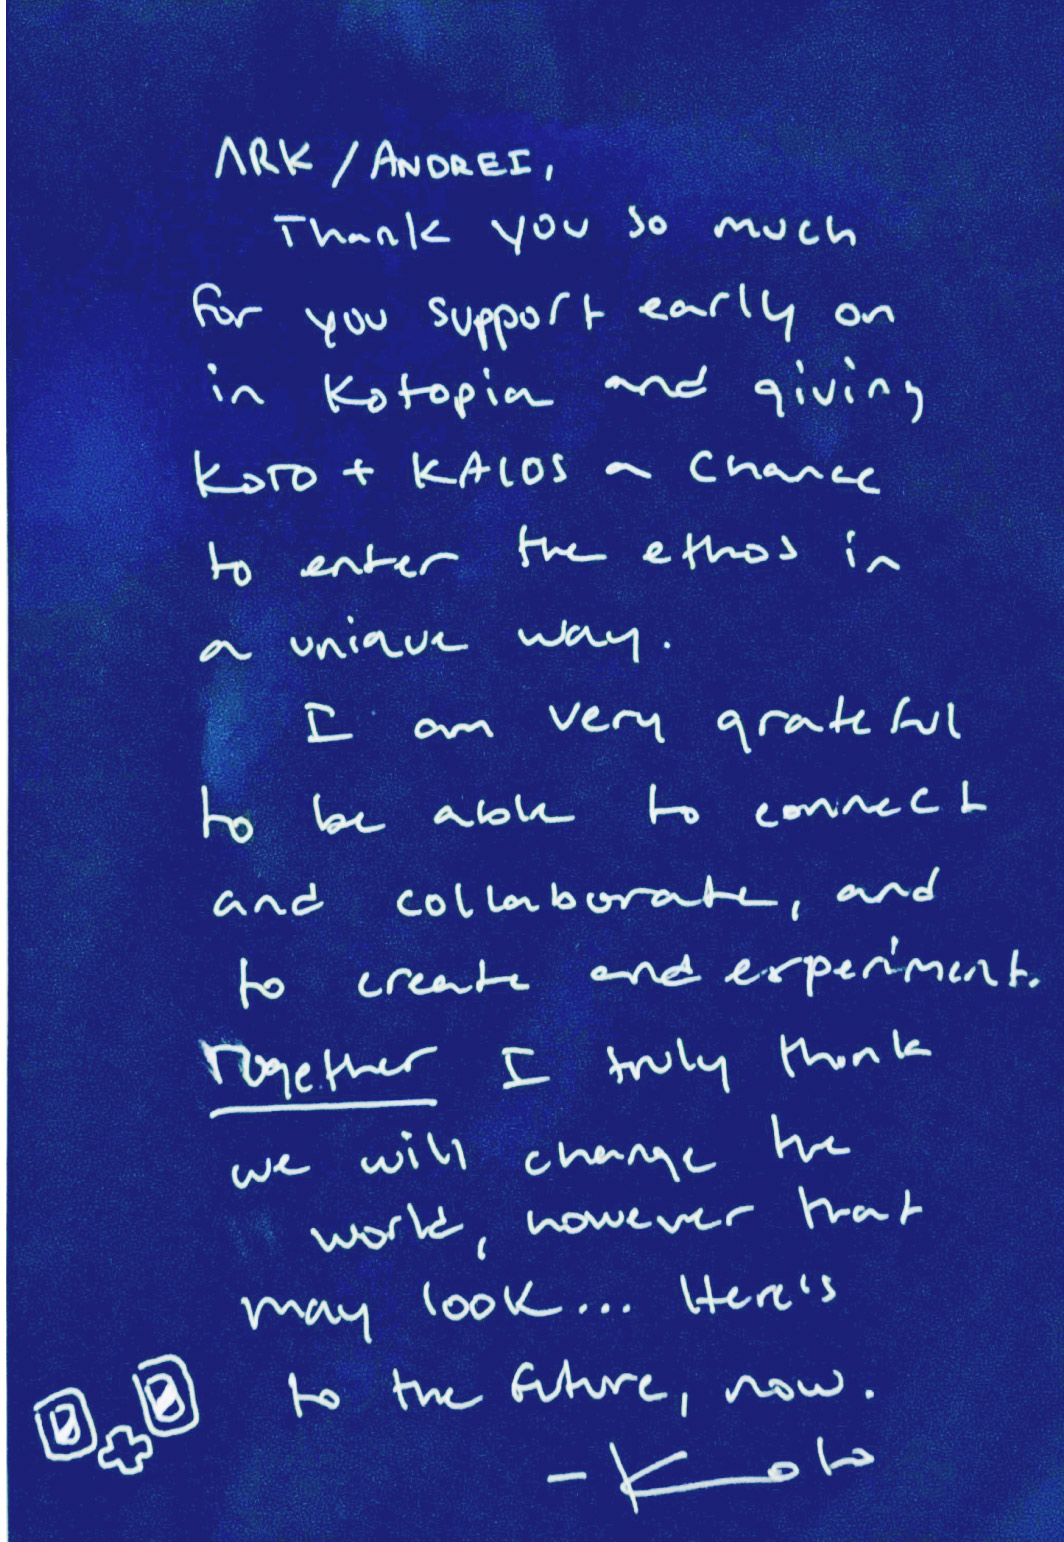 ARK / ANDREI,
Thank you so much
for you support early on
in Kotopia and giving
KOTO + KALOS a chance
to enter the ethos in
a unique way.
I am very grateful
to be able to connect
and collaborate, and
to create and experiment.
Together I truly think
we will change the
world, however that
may look... Here's
to the future, now.
- Koto